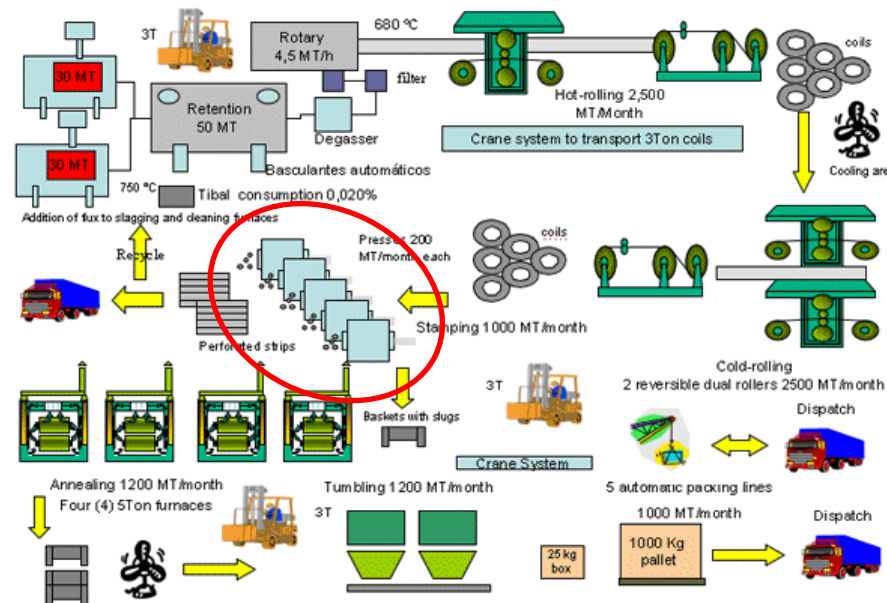 3T
Rotary
4,5 MT/h
680 ºC
30 MT
filter
coils
Retention
50 MT
Hot-rolling 2,500
MT/Month
Degasser
Crane system to transport 3Ton coils
30 MT
Basculantes automáticos
Cooling are
750 ºC
Tibal consumption 0,020%
Addition of flux to slagging and cleaning furnaces
Recycle
Presses 200
MT/month each
coils
Stamping 1000 MT/month
Perforated strips
Cold-rolling
2 reversible dual rollers 2500 MT/month
3T
Baskets with slugs
Dispatch
Crane System
Annealing 1200 MT/month
Four (4) 5Ton furnaces
Tumbling 1200 MT/month
5 automatic packing lines
3T
1000 MT/month
Dispatch
25 kg
box
1000 Kg
pallet